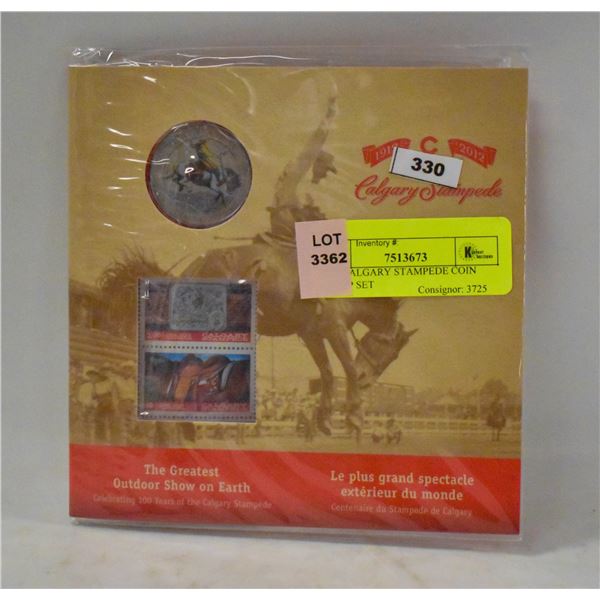 1912 C 2012
330
Calgary Stampede
LOT
3362
Inventory #
7513673
ALGARY STAMPEDE COIN
P SET
Consignor: 3725
The Greatest
Outdoor Show on Earth
Celebrating 100 Years of the Calgary Stampede
Le plus grand spectacle
extérieur du monde
Centenaire du Stampede de Calgary